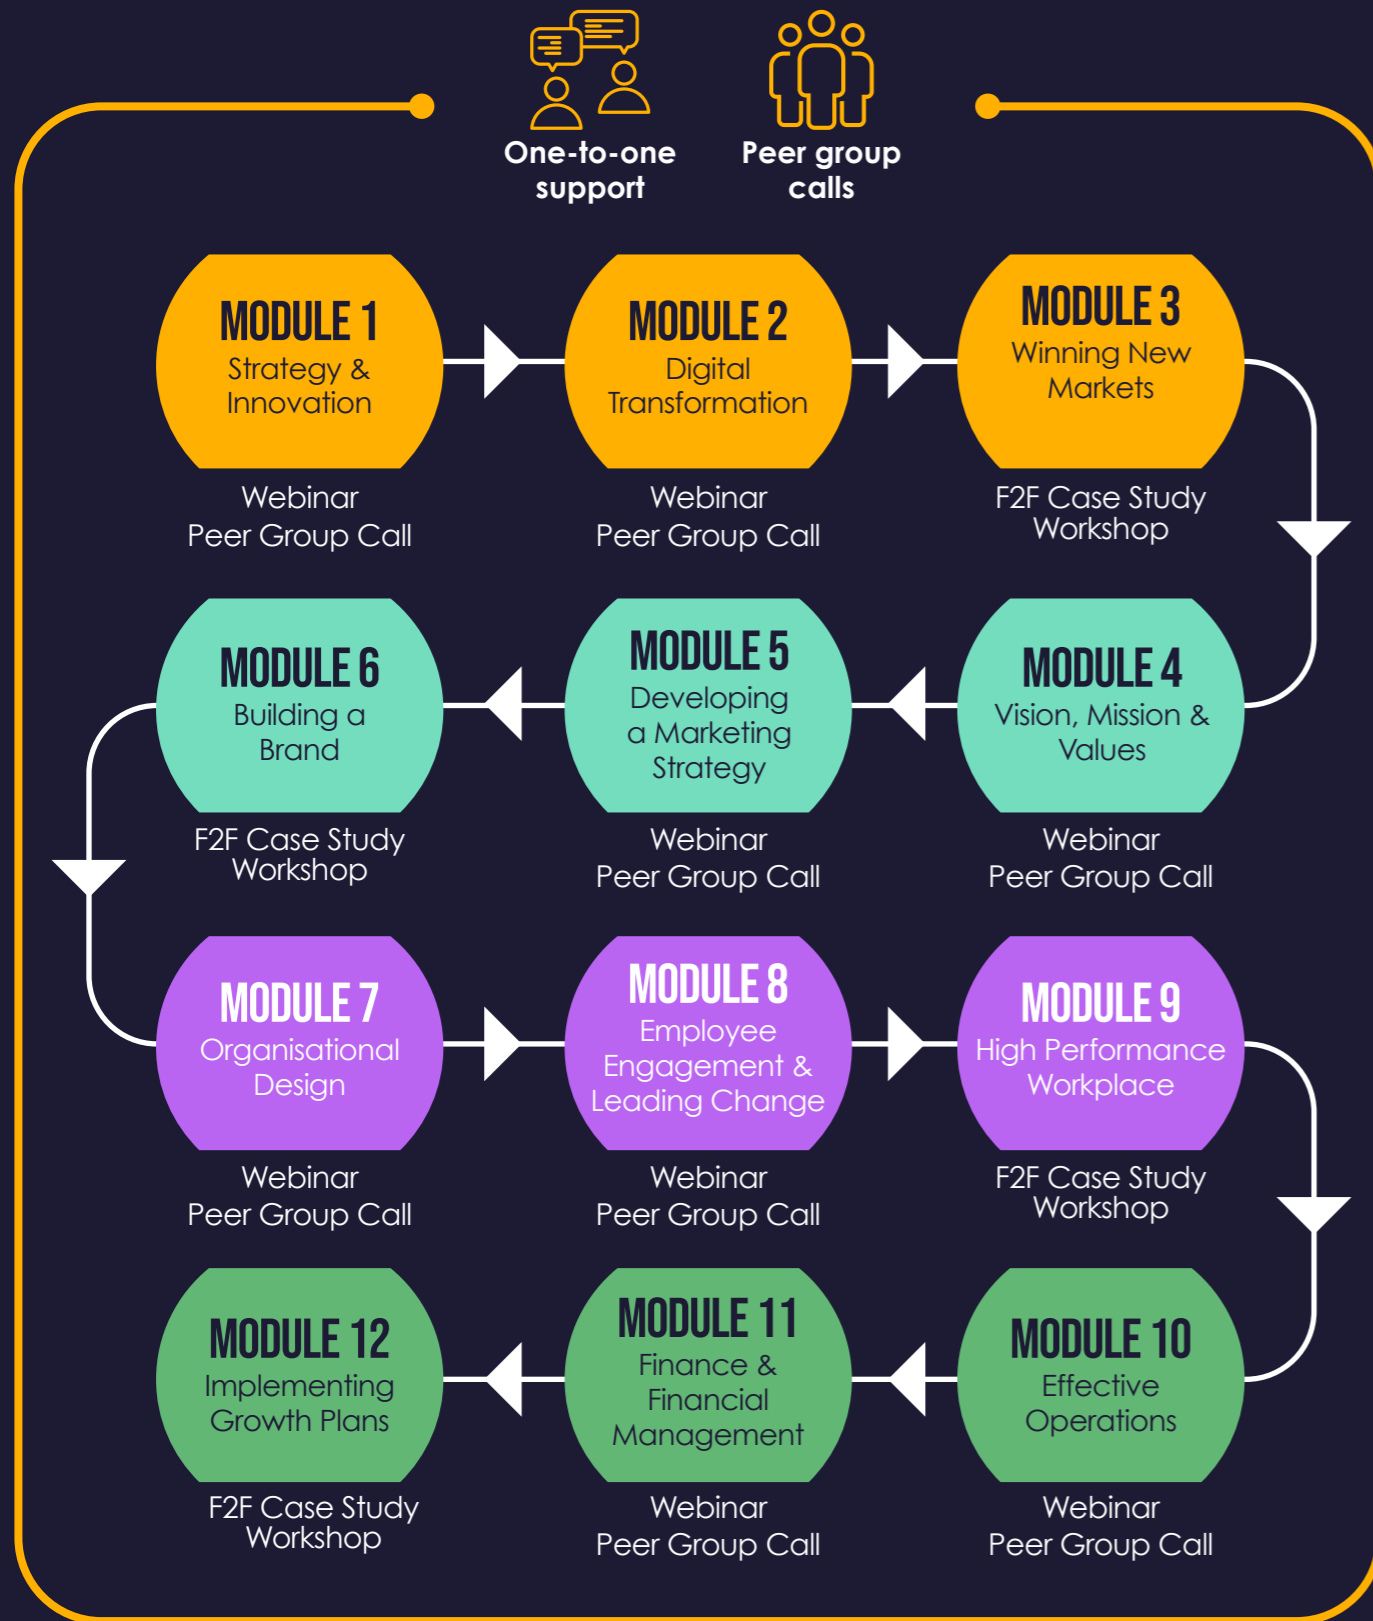 One-to-one
support
Peer group
calls
MODULE 1
Strategy &
Innovation
Webinar
Peer Group Call
MODULE 2
Digital
Transformation
Webinar
Peer Group Call
MODULE 3
Winning New
Markets
F2F Case Study
Workshop
MODULE 4
Vision, Mission &
Values
Webinar
Peer Group Call
MODULE 5
Developing
a Marketing
Strategy
Webinar
Peer Group Call
MODULE 6
Building a
Brand
F2F Case Study
Workshop
MODULE 7
Organisational
Design
Webinar
Peer Group Call
MODULE 8
Employee
Engagement &
Leading Change
Webinar
Peer Group Call
MODULE 9
High Performance
Workplace
F2F Case Study
Workshop
MODULE 10
Effective
Operations
Webinar
Peer Group Call
MODULE 11
Finance &
Financial
Management
Webinar
Peer Group Call
MODULE 12
Implementing
Growth Plans
F2F Case Study
Workshop